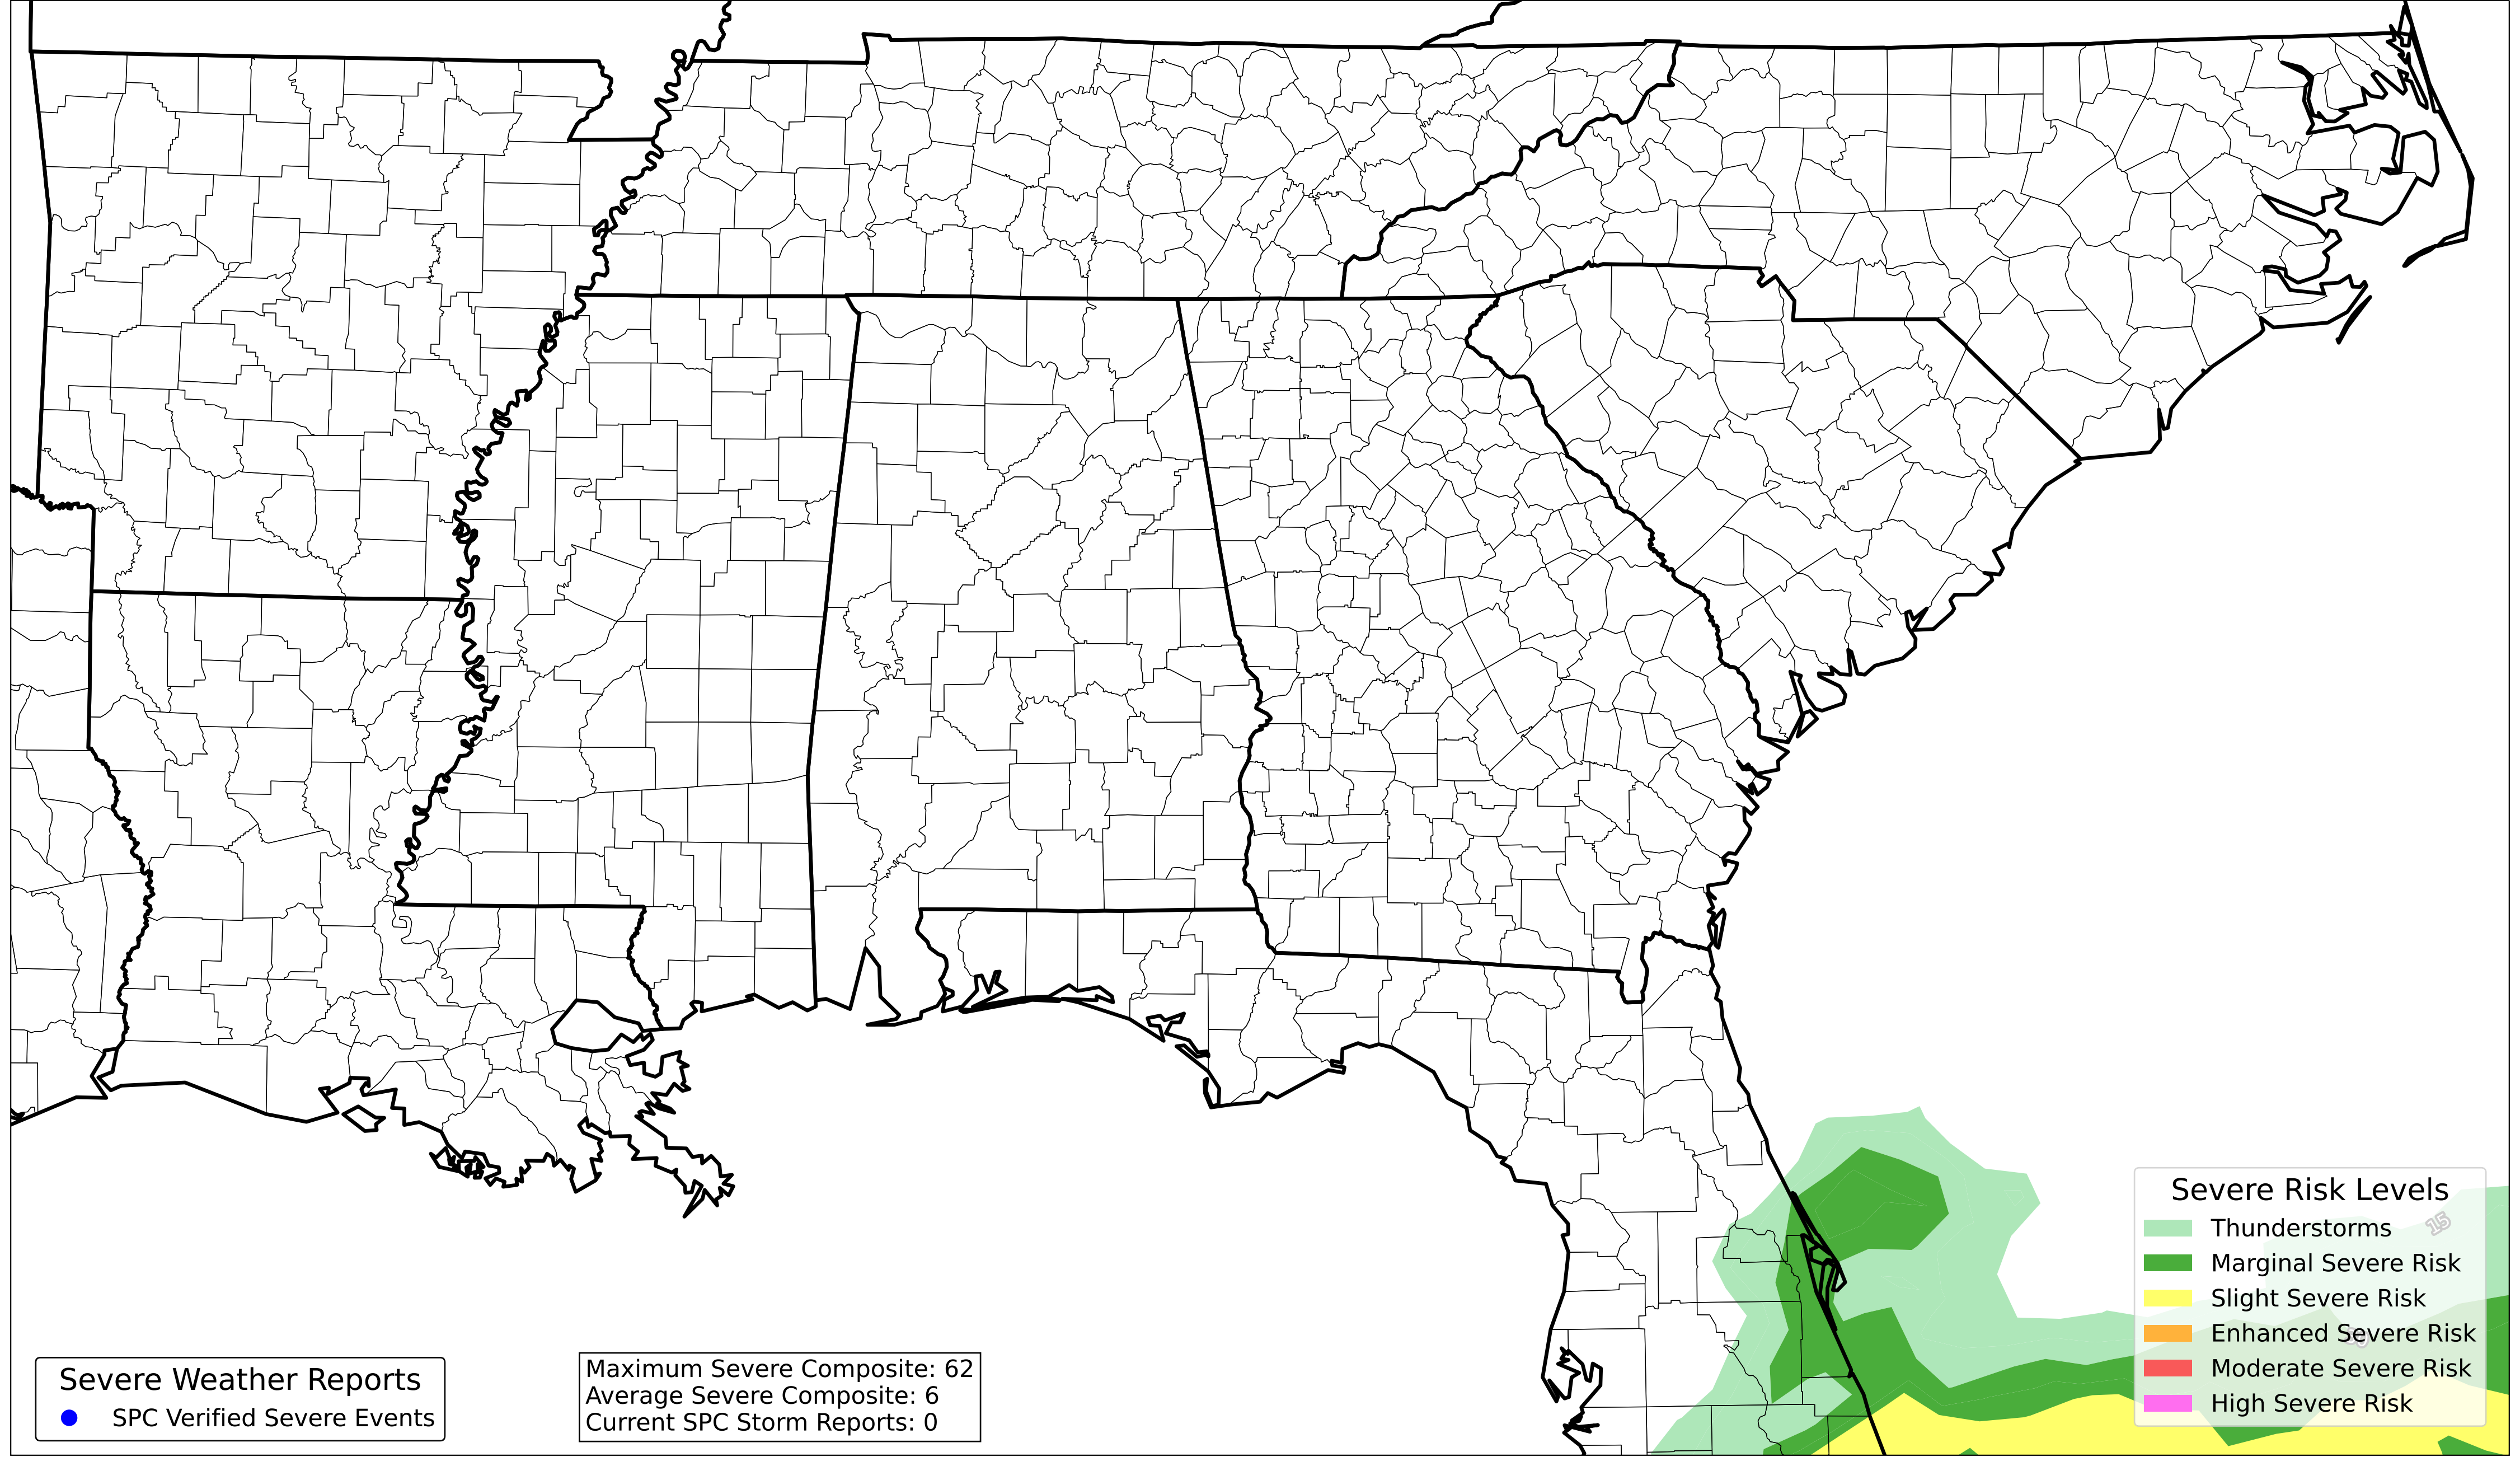 15
Severe Risk Levels
Thunderstorms
Marginal Severe Risk
Slight Severe Risk
Enhanced Severe Risk
Moderate Severe Risk
High Severe Risk
Severe Weather Reports
SPC Verified Severe Events
Maximum Severe Composite: 62
Average Severe Composite: 6
Current SPC Storm Reports: 0